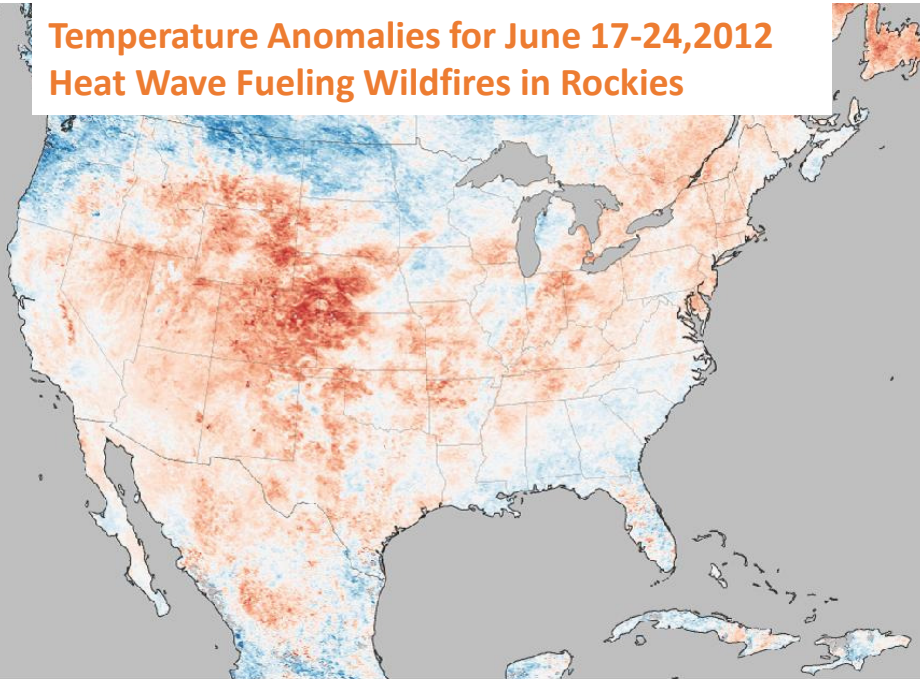 Temperature Anomalies for June 17-24,2012
Heat Wave Fueling Wildfires in Rockies